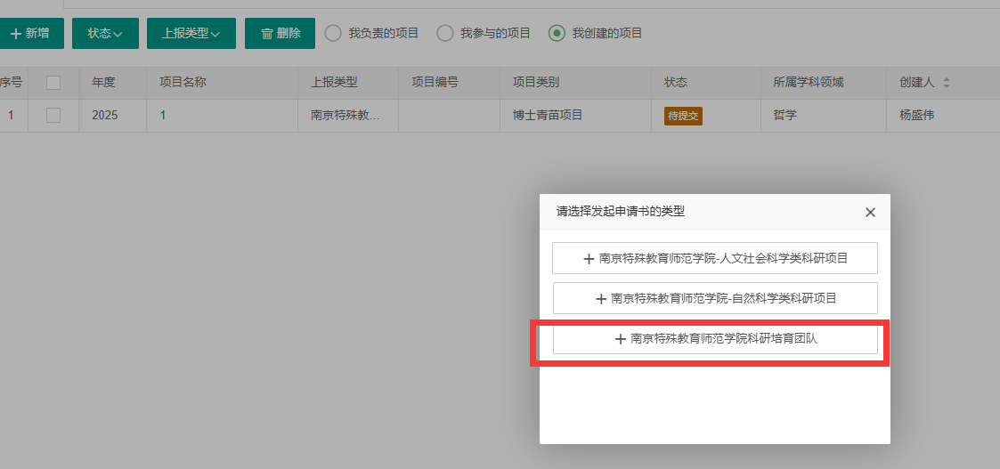 新增 状态 上报类型 删除 我负责的项目 我参与的项目 我创建的项目
序号 年度 项目名称 上报类型 项目编号 项目类别 状态 所属学科领域 创建人
1 2025 1 南京特殊教... 博士青苗项目 待提交 哲学 杨盛伟
请选择发起申请书的类型
南京特殊教育师范学院-人文社会科学类科研项目
南京特殊教育师范学院-自然科学类科研项目
南京特殊教育师范学院科研培育团队